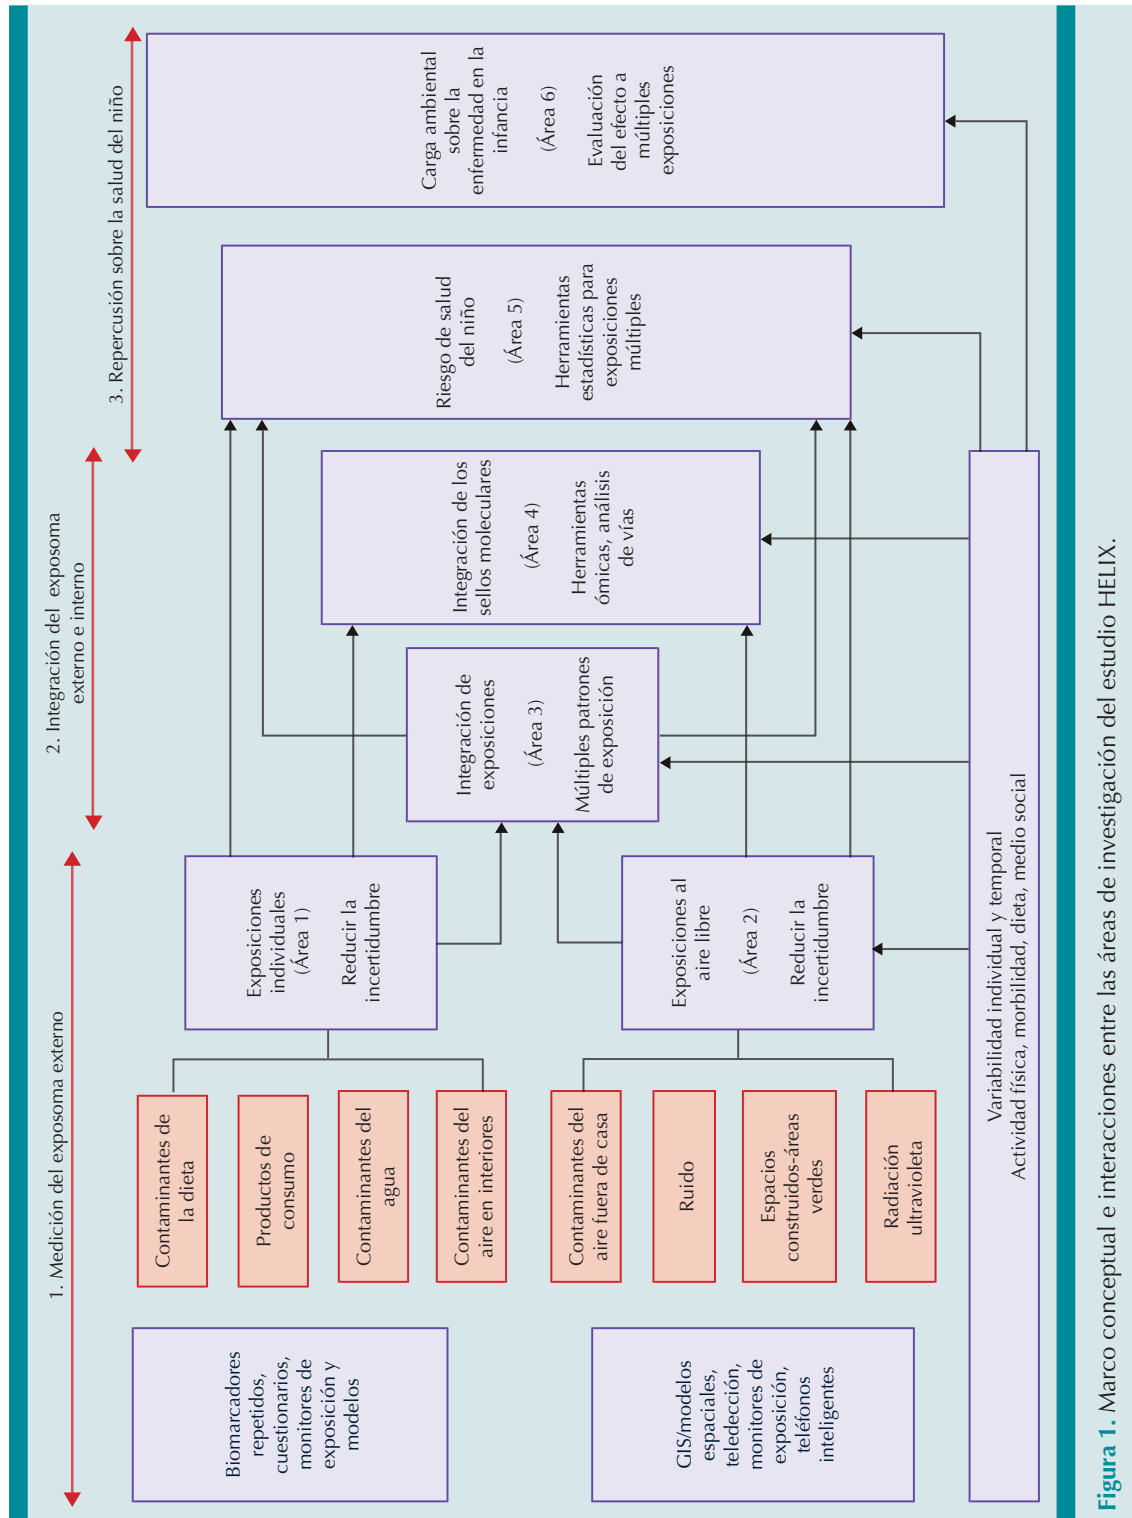 1. Medición del exposoma externo
2. Integración del exposoma
externo e interno
3. Repercusión sobre la salud del niño
Biomarcadores
repetidos,
cuestionarios,
monitores de
exposición y
modelos
Contaminantes de
la dieta
Productos de
consumo
Contaminantes del
agua
Contaminantes del
aire en interiores
Exposiciones
individuales
(Área 1)
Reducir la
incertidumbre
GIS/modelos
espaciales,
teledección,
monitores de
exposición,
teléfonos
inteligentes
Contaminantes del
aire fuera de casa
Ruido
Espacios
construidos-áreas
verdes
Radiación
ultravioleta
Exposiciones al
aire libre
(Área 2)
Reducir la
incertidumbre
Integración de
exposiciones
(Área 3)
Múltiples patrones
de exposición
Integración de los
sellos moleculares
(Área 4)
Herramientas
ómicas, análisis
de vías
Riesgo de salud
del niño
(Área 5)
Herramientas
estadísticas para
exposiciones
múltiples
Carga ambiental
sobre la
enfermedad en la
infancia
(Área 6)
Evaluación
del efecto a
múltiples
exposiciones
Variabilidad individual y temporal
Actividad física, morbilidad, dieta, medio social
Figura 1. Marco conceptual e interacciones entre las áreas de investigación del estudio HELIX.